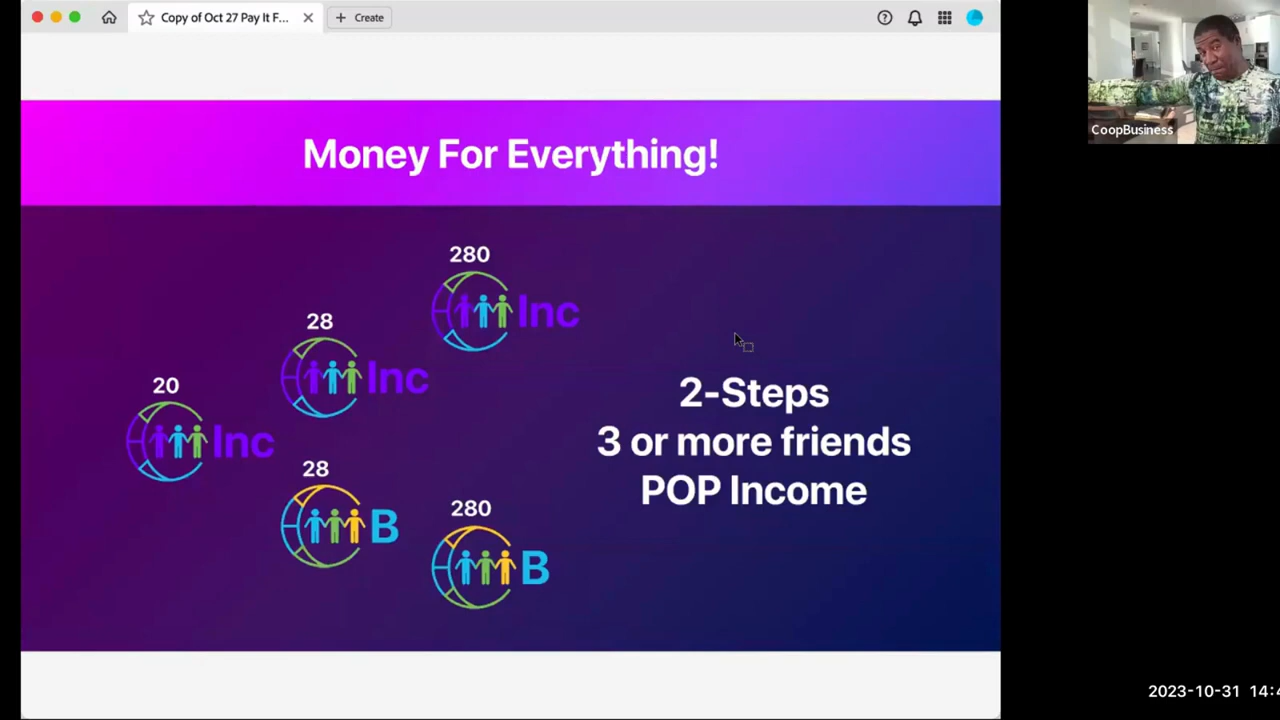 Copy of Oct 27 Pay It F...
Create
CoopBusiness
Money For Everything!
280
Inc
28
Inc
20
Inc
28
B
280
B
2-Steps
3 or more friends
POP Income
2023-10-31 14:4